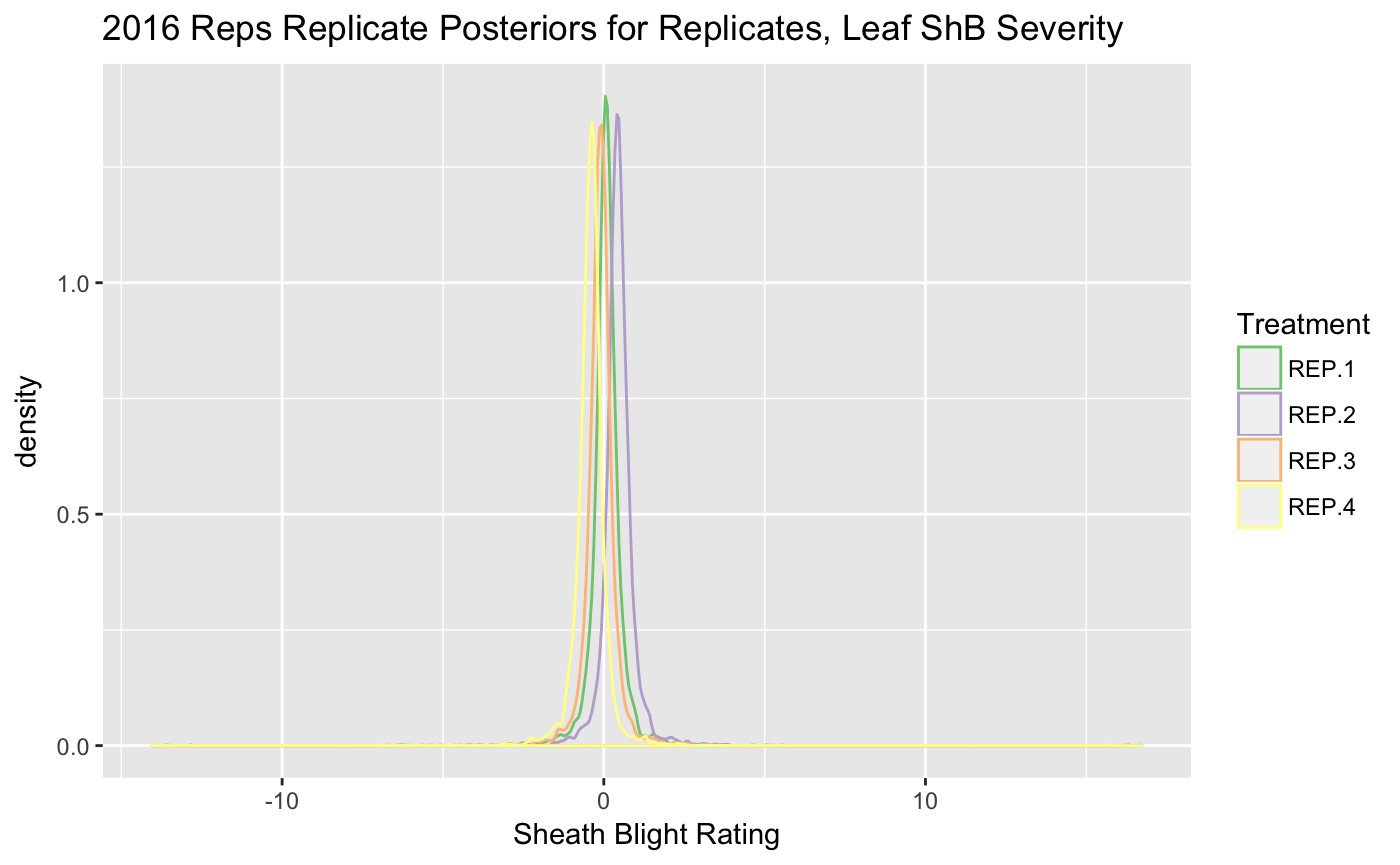 2016 Reps Replicate Posteriors for Replicates, Leaf ShB Severity
density
1.0
0.5
0.0
-10
0
10
Sheath Blight Rating
Treatment
REP.1
REP.2
REP.3
REP.4